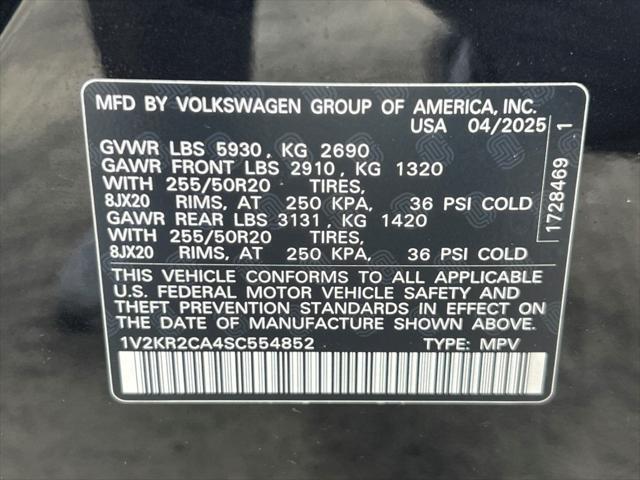 MFD BY VOLKSWAGEN GROUP OF AMERICA, INC.
USA 04/2025
GVWR LBS 5930, KG 2690
GAWR FRONT LBS 2910, KG 1320
WITH 255/50R20 TIRES,
8JX20 RIMS, AT 250 KPA, 36 PSI COLD
GAWR REAR LBS 3131, KG 1420
WITH 255/50R20 TIRES,
8JX20 RIMS, AT 250 KPA, 36 PSI COLD
THIS VEHICLE CONFORMS TO ALL APPLICABLE
U.S. FEDERAL MOTOR VEHICLE SAFETY AND
THEFT PREVENTION STANDARDS IN EFFECT ON
THE DATE OF MANUFACTURE SHOWN ABOVE.
1V2KR2CA4SC554852 TYPE: MPV
1728469 1